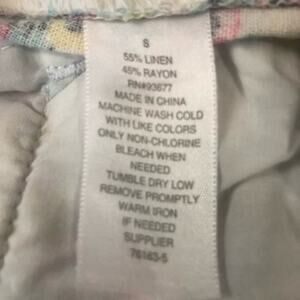 S
55% LINEN
45% RAYON
RN#93677
MADE IN CHINA
MACHINE WASH COLD
WITH LIKE COLORS
ONLY NON-CHLORINE
BLEACH WHEN
NEEDED
TUMBLE DRY LOW
REMOVE PROMPTLY
WARM IRON
IF NEEDED
SUPPLIER
76163-5